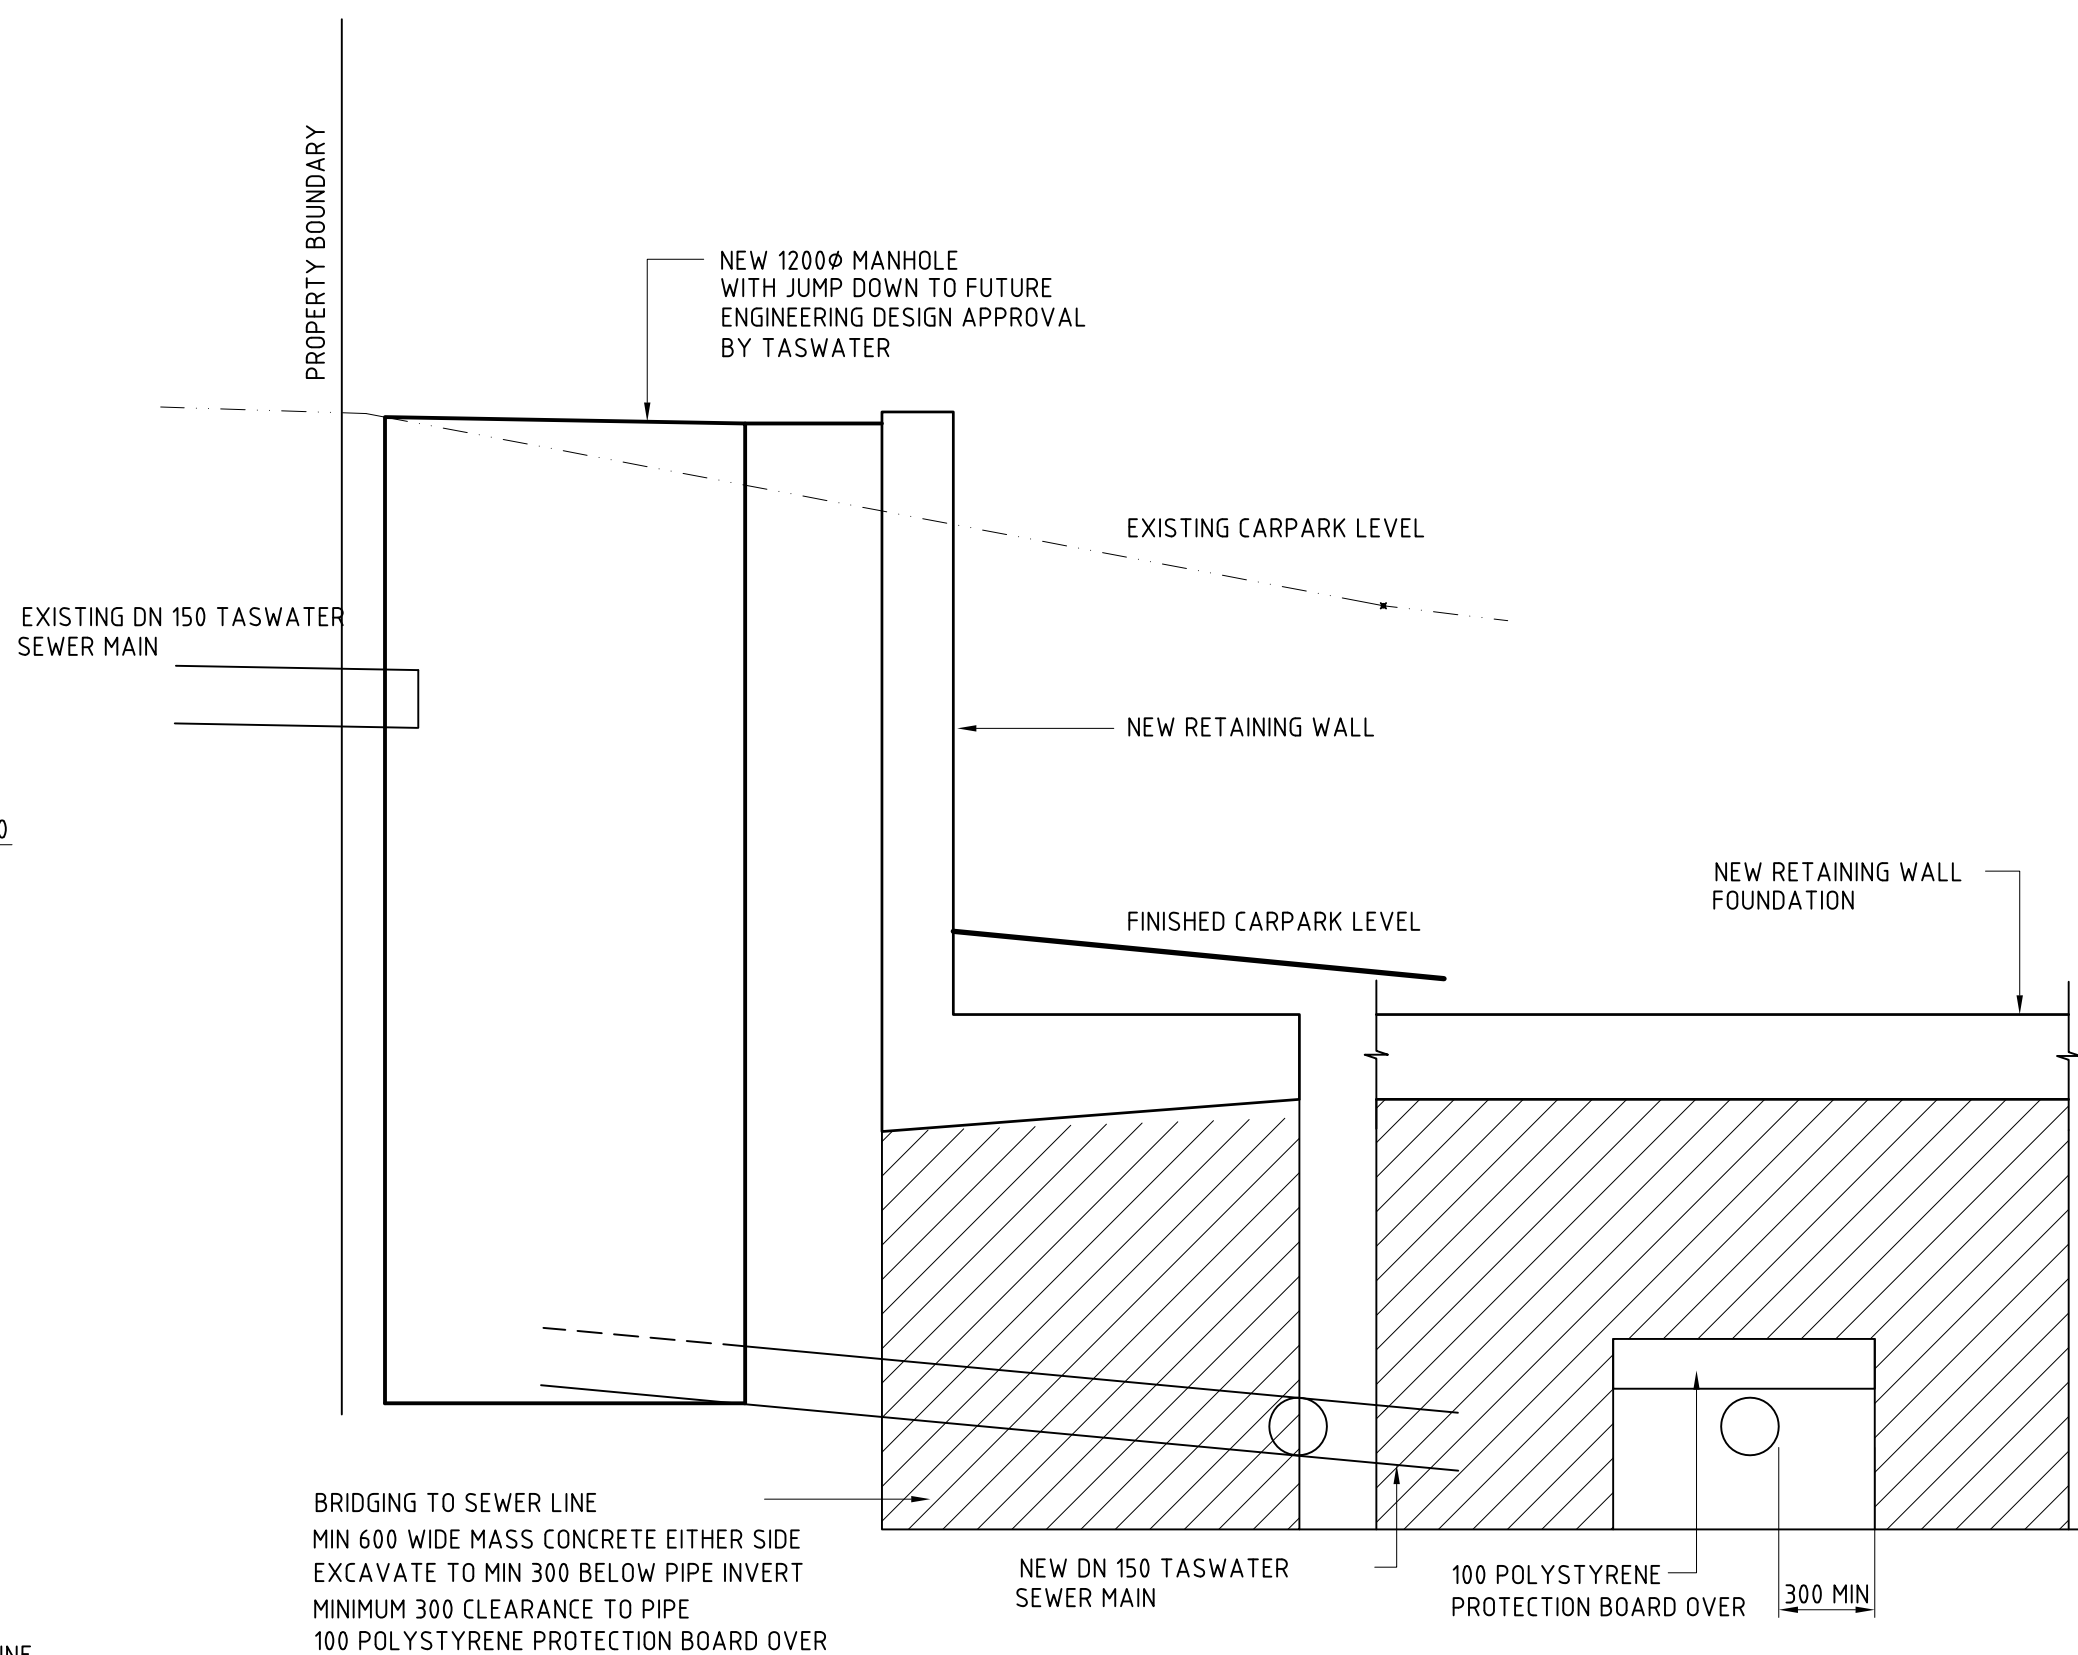 PROPERTY BOUNDARY
NEW 1200Ø MANHOLE
WITH JUMP DOWN TO FUTURE
ENGINEERING DESIGN APPROVAL
BY TASWATER
EXISTING CARPARK LEVEL
EXISTING DN 150 TASWATER
SEWER MAIN
NEW RETAINING WALL
0
NEW RETAINING WALL
FOUNDATION
FINISHED CARPARK LEVEL
BRIDGING TO SEWER LINE
MIN 600 WIDE MASS CONCRETE EITHER SIDE
EXCAVATE TO MIN 300 BELOW PIPE INVERT
MINIMUM 300 CLEARANCE TO PIPE
100 POLYSTYRENE PROTECTION BOARD OVER
NEW DN 150 TASWATER
SEWER MAIN
100 POLYSTYRENE
PROTECTION BOARD OVER
300 MIN